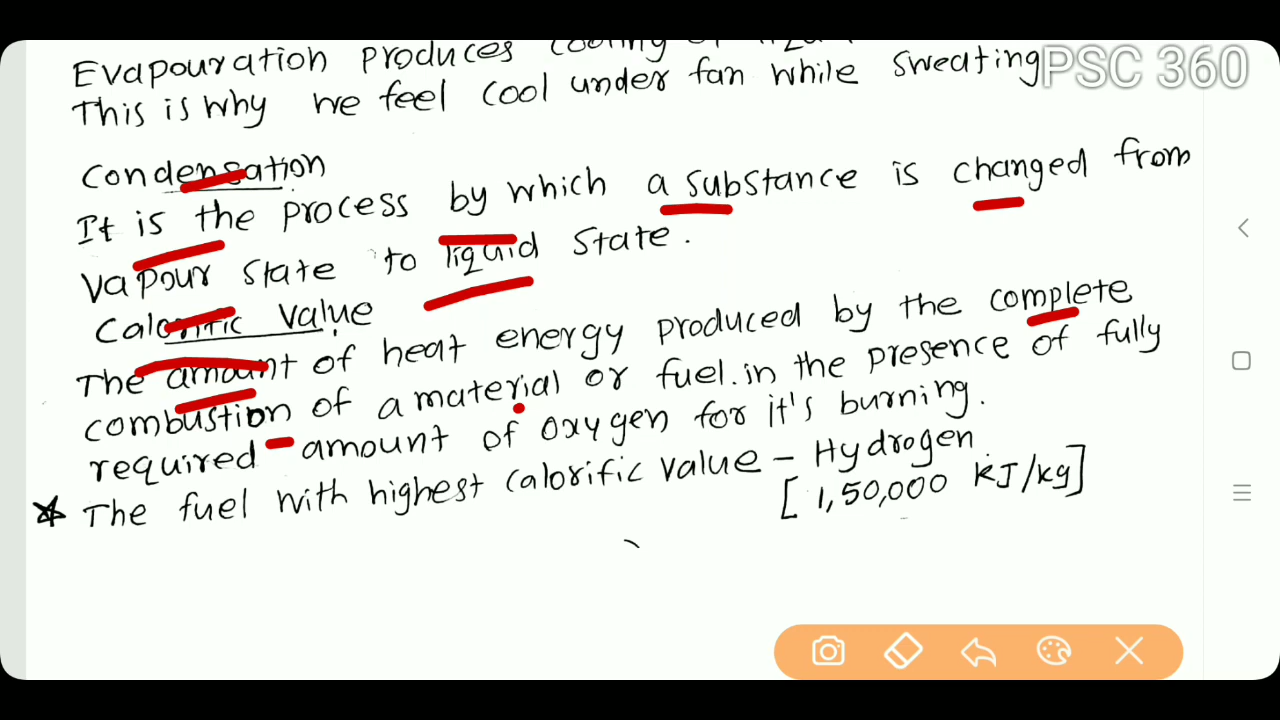 Evapouration produces cooling of liquid
PSC 360
This is why we feel cool under fan while sweating
Condensation
It is the process by which a substance is changed from
Vapour state to liquid state.
Calorific value
The amount of heat energy produced by the complete
combustion of a material or fuel. in the presence of fully
required amount of oxygen for it's burning.
* The fuel with highest calorific value - Hydrogen
[1,50,000 kJ/kg]